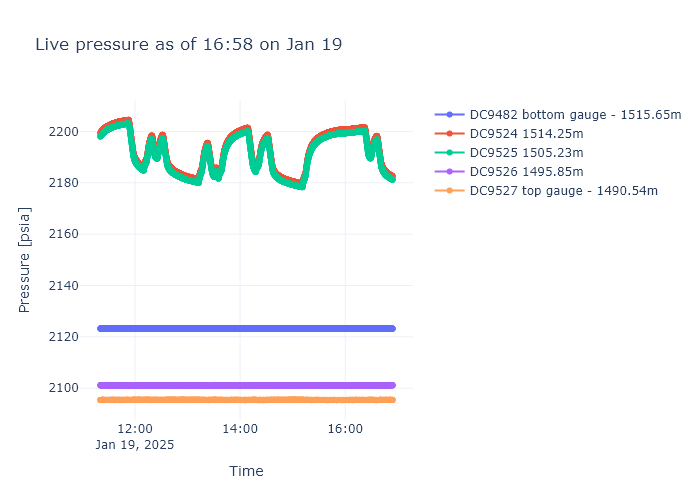 Live pressure as of 16:58 on Jan 19
DC9482 bottom gauge - 1515.65m
DC9524 1514.25m
DC9525 1505.23m
DC9526 1495.85m
DC9527 top gauge - 1490.54m
Pressure [psia]
2200
2180
2160
2140
2120
2100
12:00
14:00
16:00
Jan 19, 2025
Time